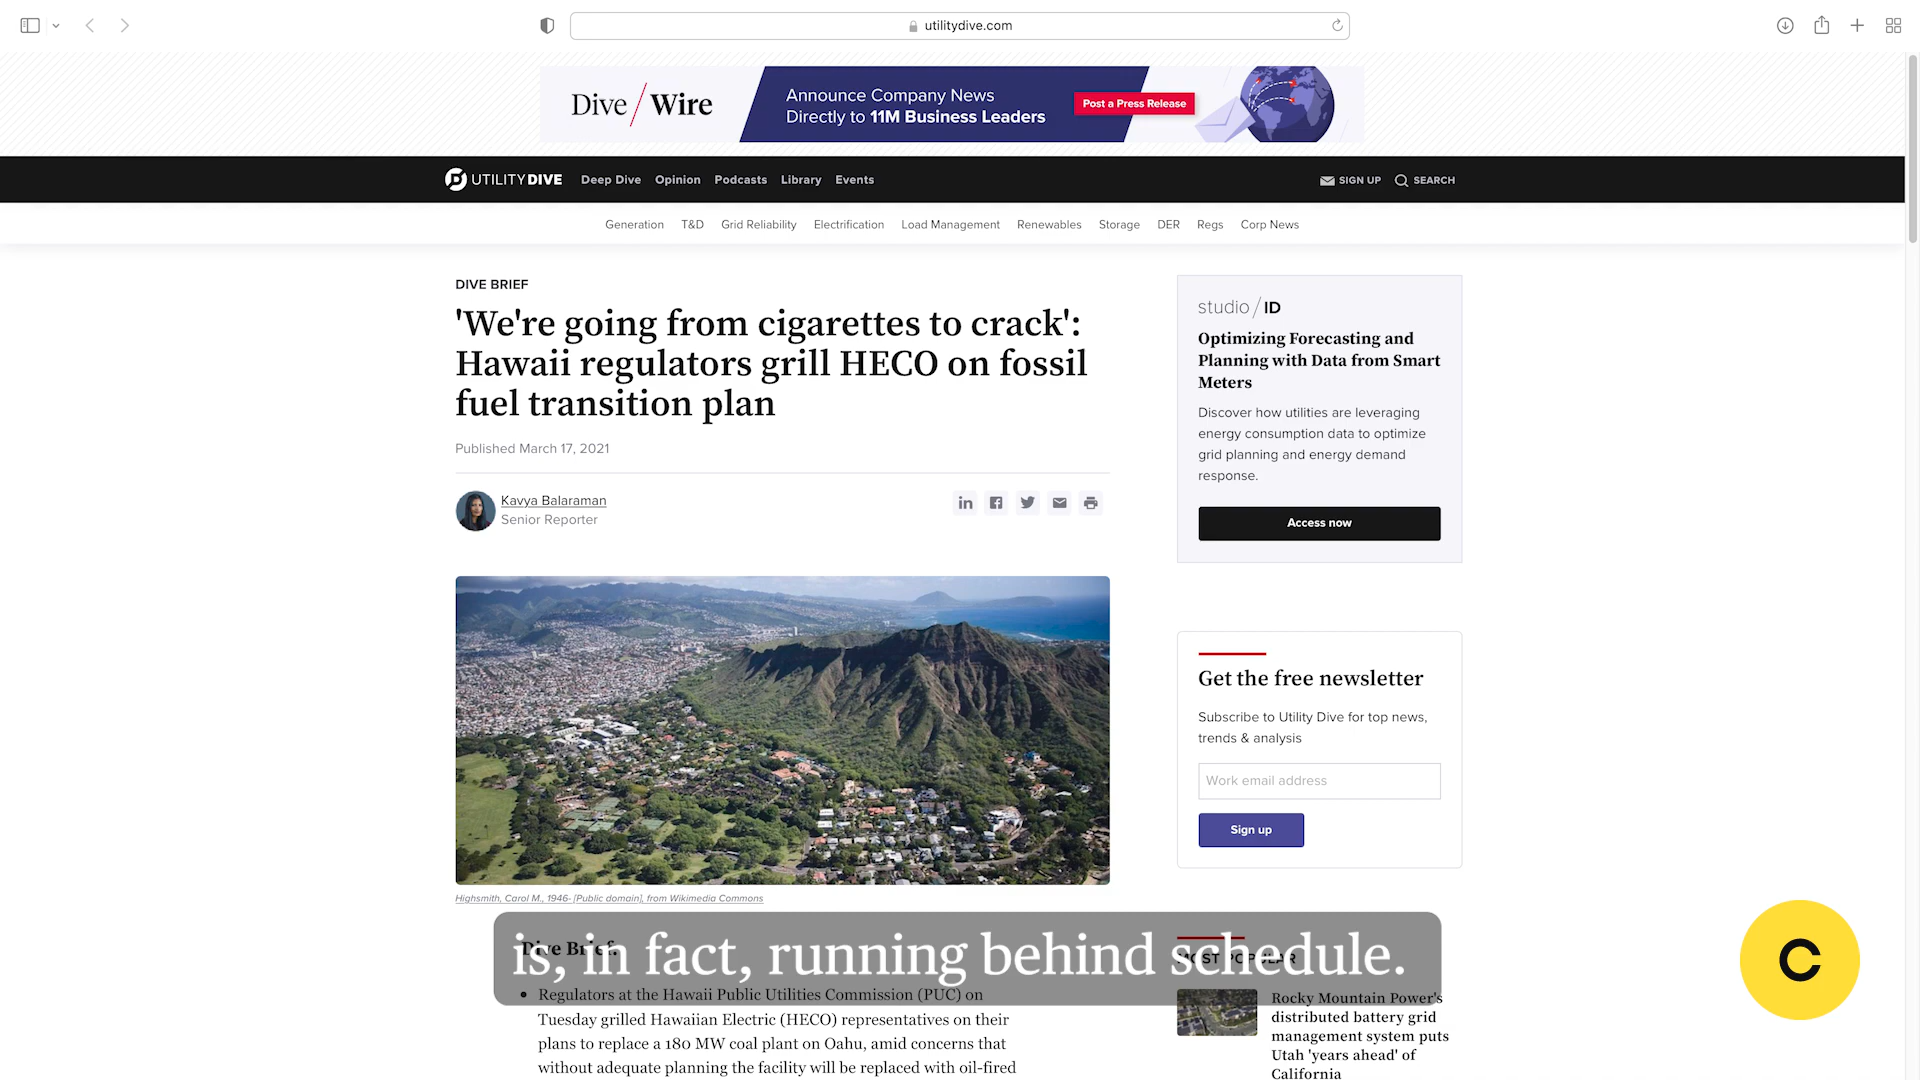 utilitydive.com
Dive / Wire
Announce Company News
Directly to 11M Business Leaders
Post a Press Release
UTILITY DIVE
Deep Dive
Opinion
Podcasts
Library
Events
SIGN UP
SEARCH
Generation
T&D
Grid Reliability
Electrification
Load Management
Renewables
Storage
DER
Regs
Corp News
DIVE BRIEF
'We're going from cigarettes to crack':
Hawaii regulators grill HECO on fossil
fuel transition plan
Published March 17, 2021
Kavya Balaraman
Senior Reporter
Highsmith, Carol M., 1946- [Public domain], from Wikimedia Commons
Dive Brief:
is, in fact, running behind schedule.
• Regulators at the Hawaii Public Utilities Commission (PUC) on
Tuesday grilled Hawaiian Electric (HECO) representatives on their
plans to replace a 180 MW coal plant on Oahu, amid concerns that
without adequate planning the facility will be replaced with oil-fired
studio / ID
Optimizing Forecasting and
Planning with Data from Smart
Meters
Discover how utilities are leveraging
energy consumption data to optimize
grid planning and energy demand
response.
Access now
Get the free newsletter
Subscribe to Utility Dive for top news,
trends & analysis
Work email address
Sign up
MOST POPULAR
Rocky Mountain Power's
distributed battery grid
management system puts
Utah 'years ahead' of
California
C